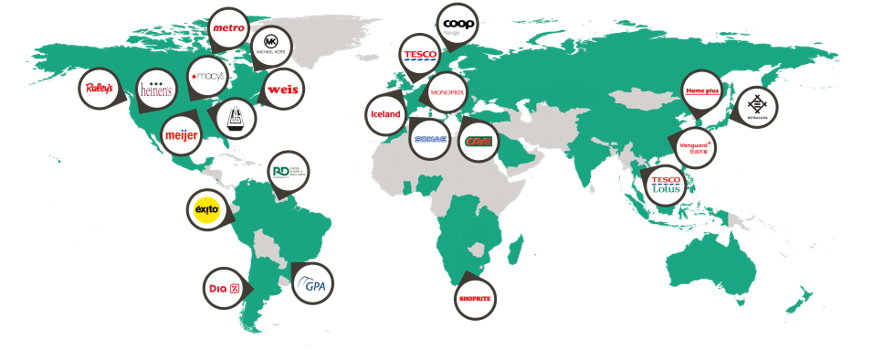 metro
coop
Norge
MK
MICHAEL KORS
TESCO
Raley's
heinen's
macy's
weis
MONOPRIX
Home plus
Iceland
meijer
SONAE
Vanguard
RD
TESCO
Lotus
éxito
Dia %
GPA
SHOPRITE